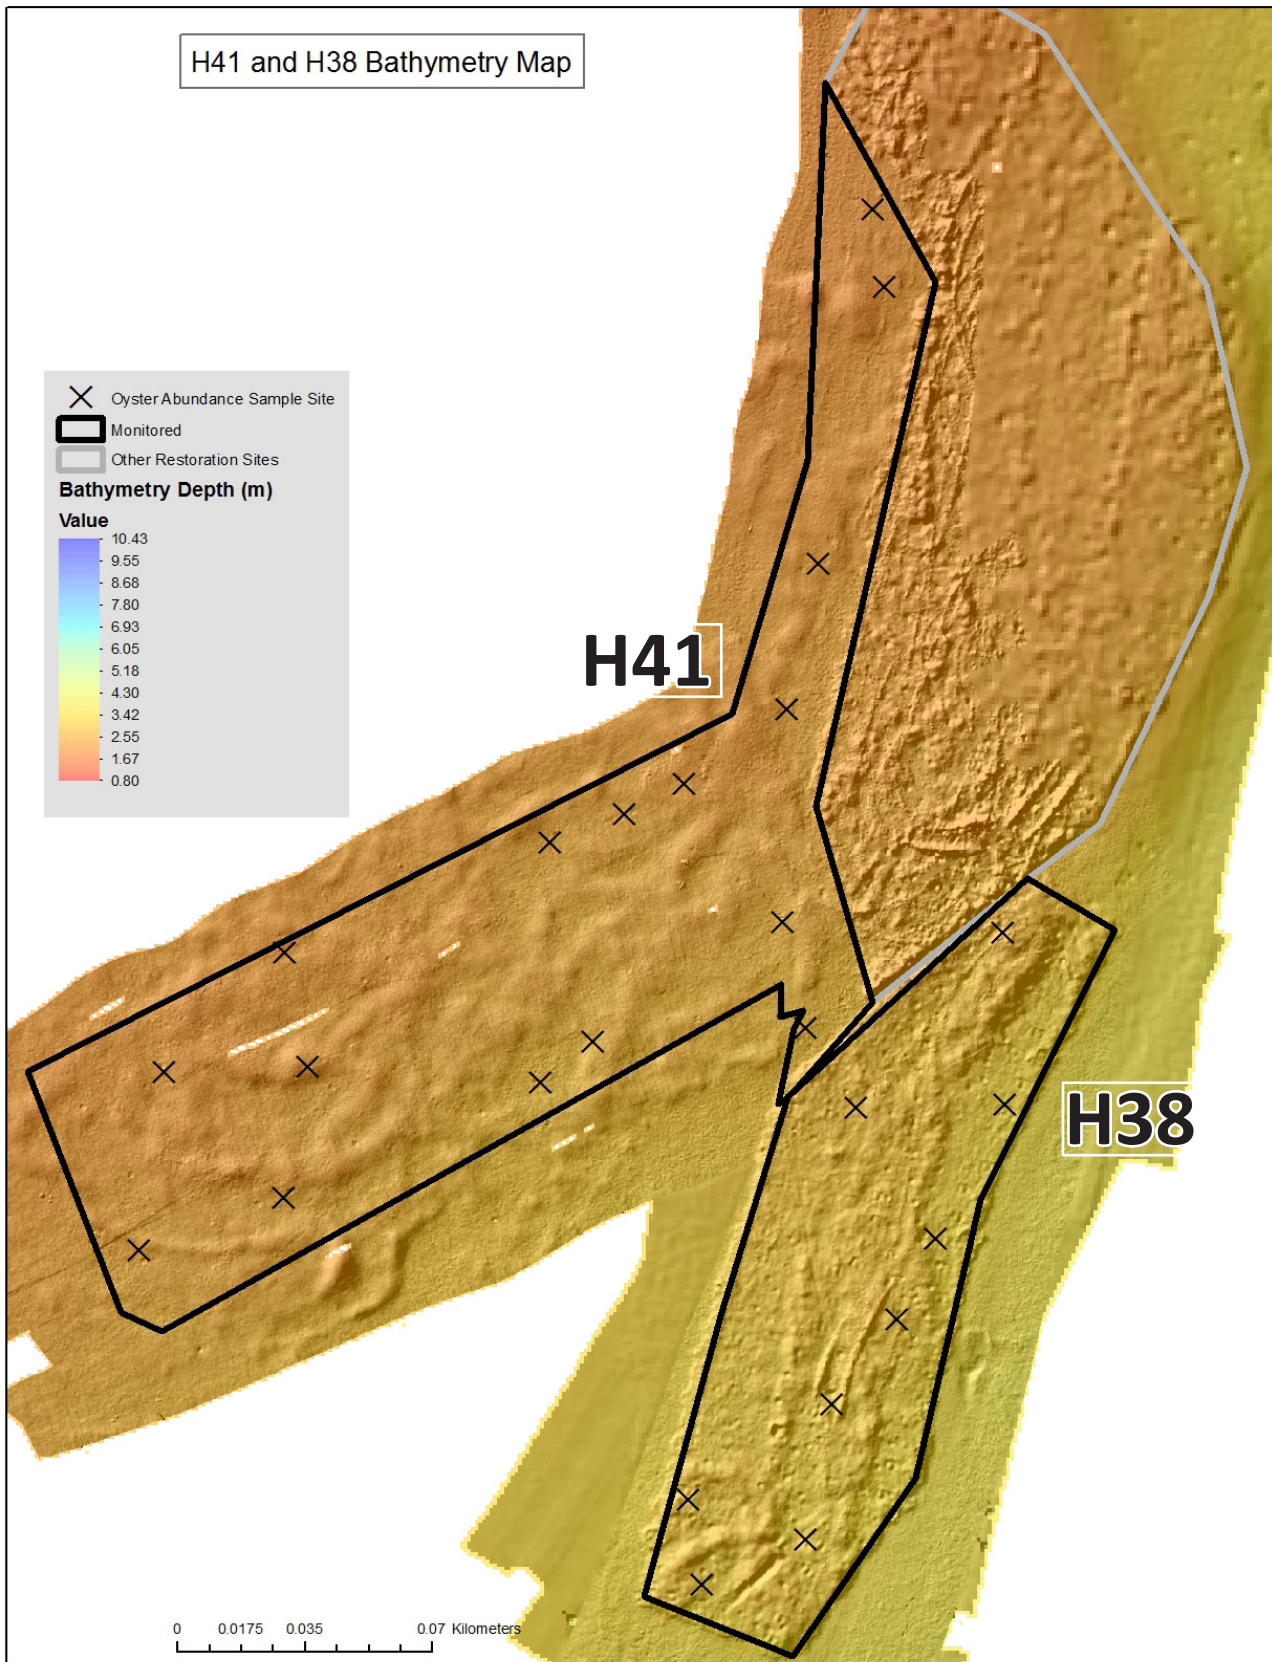 H41 and H38 Bathymetry Map
Oyster Abundance Sample Site
Monitored
Other Restoration Sites
Bathymetry Depth (m)
Value
10.43
9.55
8.68
7.80
6.93
6.05
5.18
4.30
3.42
2.55
1.67
0.80
H41
H38
0 0.0175 0.035 0.07 Kilometers